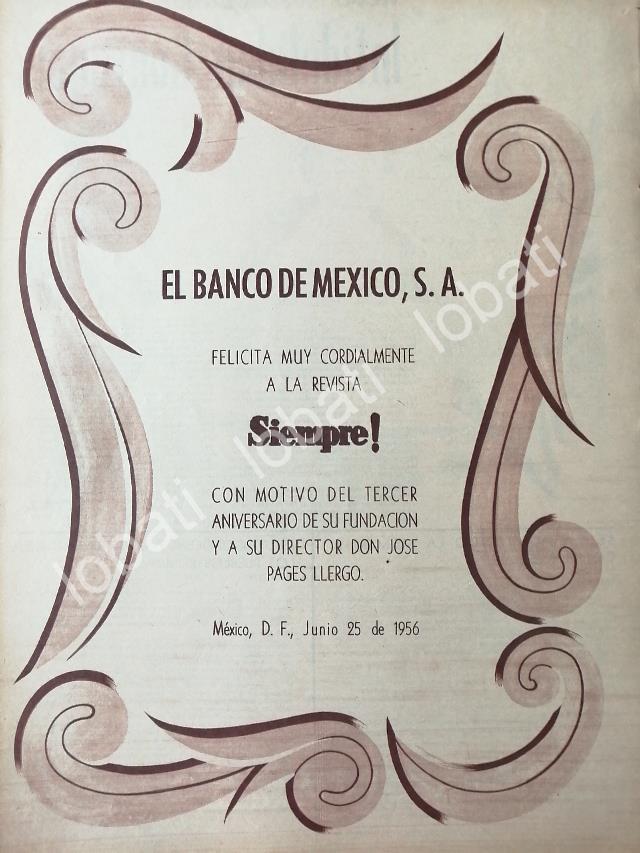 EL BANCO DE MEXICO, S. A.
FELICITA MUY CORDIALMENTE
A LA REVISTA
Siempre!
CON MOTIVO DEL TERCER
ANIVERSARIO DE SU FUNDACION
Y A SU DIRECTOR DON JOSE
PAGES LLERGO.
México, D. F., Junio 25 de 1956
lobati lobati lobati